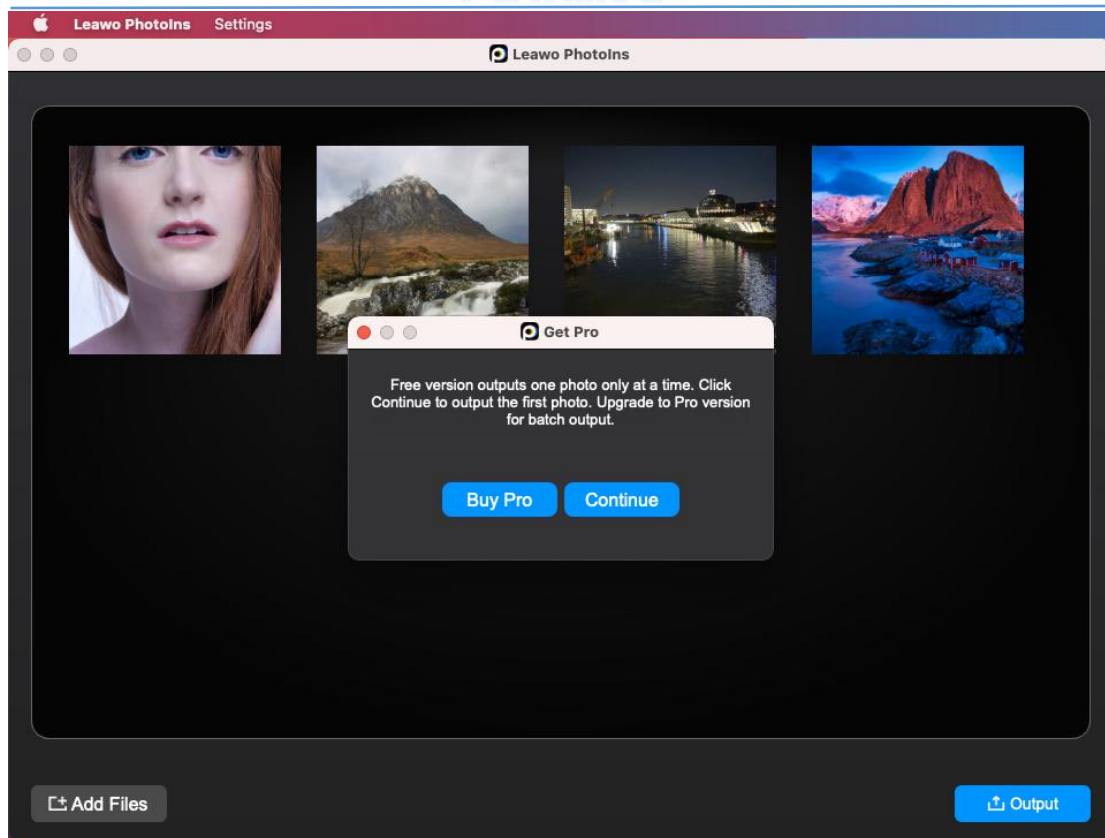 Leawo PhotoIns Settings
Leawo PhotoIns
Get Pro
Free version outputs one photo only at a time. Click
Continue to output the first photo. Upgrade to Pro version
for batch output.
Buy Pro Continue
Add Files
Output